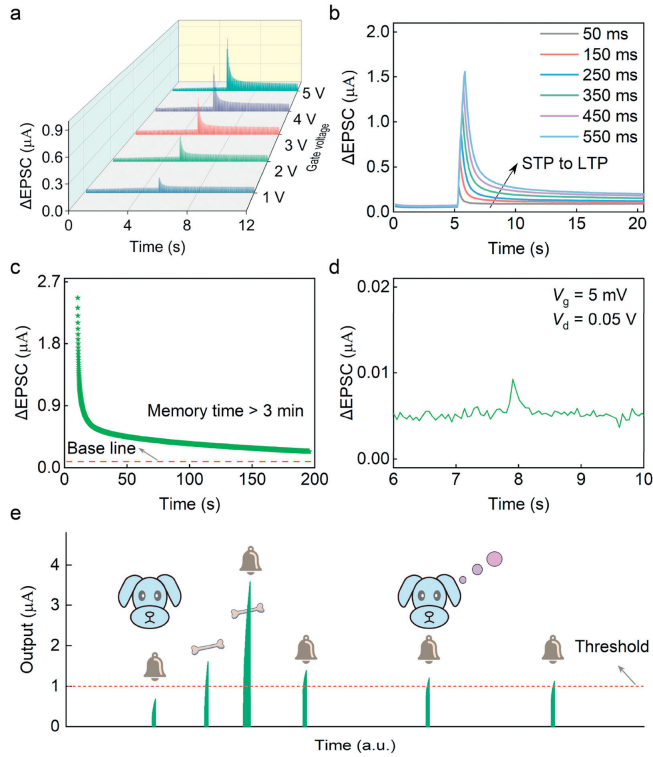 a
ΔEPSC (μA)
0.9
0.6
0.3
0.0
0
4
8
12
Time (s)
1 V
2 V
3 V
4 V
5 V
Gate voltage
b
ΔEPSC (μA)
2.0
1.5
1.0
0.5
0.0
0
5
10
15
20
Time (s)
50 ms
150 ms
250 ms
350 ms
450 ms
550 ms
STP to LTP
c
ΔEPSC (μA)
2.7
1.8
0.9
0.0
0
50
100
150
200
Time (s)
Memory time > 3 min
Base line
d
ΔEPSC (μA)
0.02
0.01
0.00
6
7
8
9
10
Time (s)
Vg = 5 mV
Vd = 0.05 V
e
Output (μA)
4
3
2
1
0
Threshold
Time (a.u.)